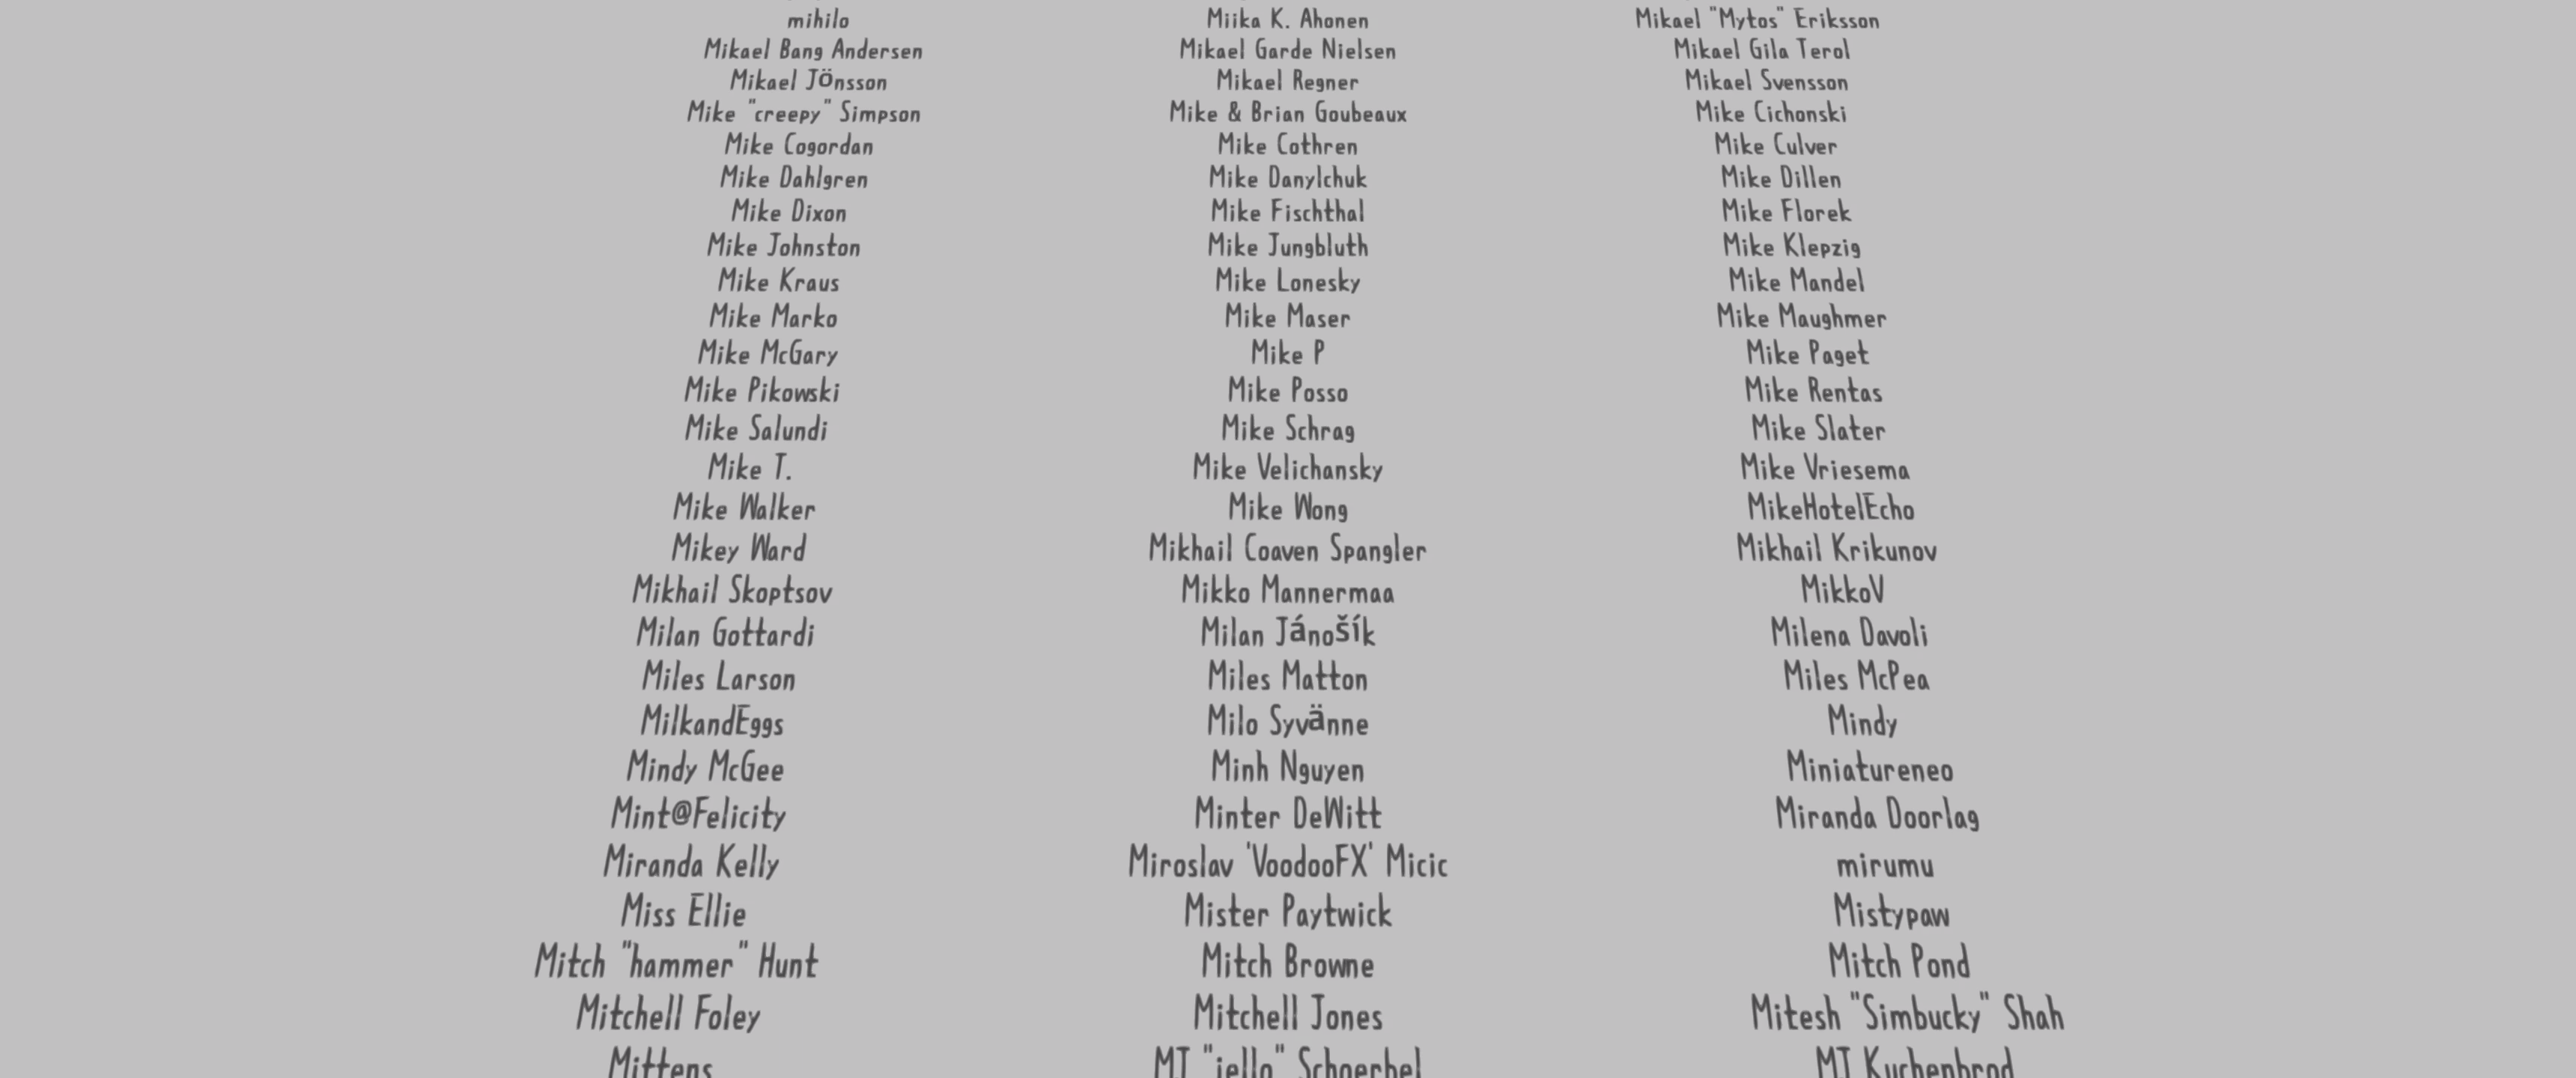 mihilo Miika K. Ahonen Mikael "Mytos" Eriksson
Mikael Bang Andersen Mikael Garde Nielsen Mikael Gila Terol
Mikael Jönsson Mikael Regner Mikael Svensson
Mike "creepy" Simpson Mike & Brian Goubeaux Mike Cichonski
Mike Cogordan Mike Cothren Mike Culver
Mike Dahlgren Mike Danylchuk Mike Dillen
Mike Dixon Mike Fischthal Mike Florek
Mike Johnston Mike Jungbluth Mike Klepzig
Mike Kraus Mike Lonesky Mike Mandel
Mike Marko Mike Maser Mike Maughmer
Mike McGary Mike P Mike Paget
Mike Pikowski Mike Posso Mike Rentas
Mike Salundi Mike Schrag Mike Slater
Mike T. Mike Velichansky Mike Vriesema
Mike Walker Mike Wong MikeHotelEcho
Mikey Ward Mikhail Coaven Spangler Mikhail Krikunov
Mikhail Skoptsov Mikko Mannermaa MikkoV
Milan Gottardi Milan Jánošík Milena Davoli
Miles Larson Miles Matton Miles McPea
MilkandEggs Milo Syvänne Mindy
Mindy McGee Minh Nguyen Miniatureneo
Mint@Felicity Minter DeWitt Miranda Doorlag
Miranda Kelly Miroslav 'VoodooFX' Micic mirumu
Miss Ellie Mister Paytwick Mistypaw
Mitch "hammer" Hunt Mitch Browne Mitch Pond
Mitchell Foley Mitchell Jones Mitesh "Simbucky" Shah
Mittens "jello"